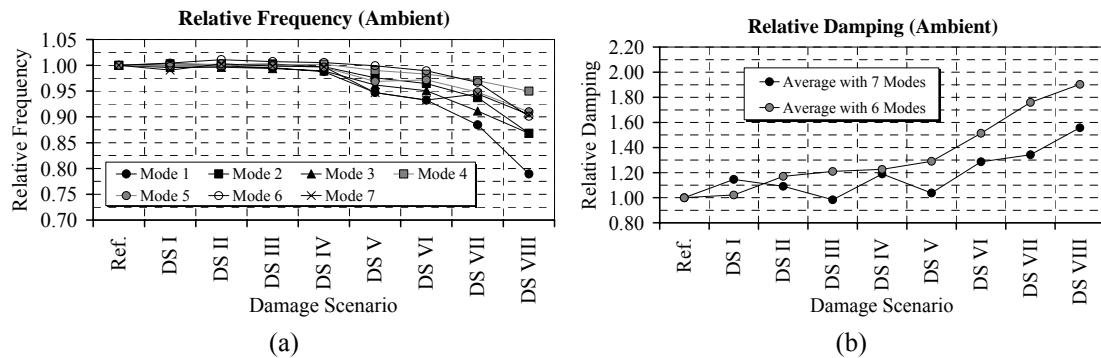 Relative Frequency (Ambient)
Relative Frequency
1.05
1.00
0.95
0.90
0.85
0.80
0.75
0.70
Mode 1 Mode 2 Mode 3 Mode 4
Mode 5 Mode 6 Mode 7
Ref. DS I DS II DS III DS IV DS V DS VI DS VII DS VIII
Damage Scenario
(a)
Relative Damping (Ambient)
Relative Damping
2.20
2.00
1.80
1.60
1.40
1.20
1.00
0.80
Average with 7 Modes
Average with 6 Modes
Ref. DS I DS II DS III DS IV DS V DS VI DS VII DS VIII
Damage Scenario
(b)